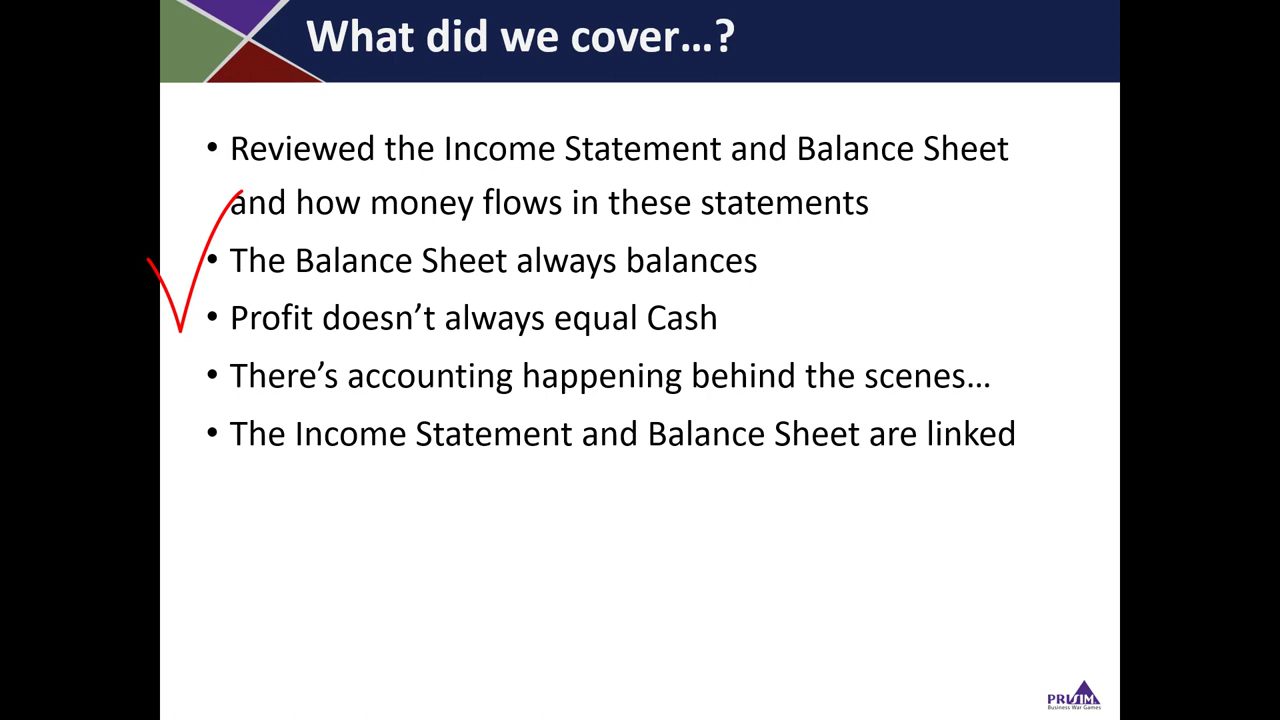 What did we cover…?
• Reviewed the Income Statement and Balance Sheet
and how money flows in these statements
• The Balance Sheet always balances
• Profit doesn’t always equal Cash
• There’s accounting happening behind the scenes…
• The Income Statement and Balance Sheet are linked
PRISIM
Business War Games